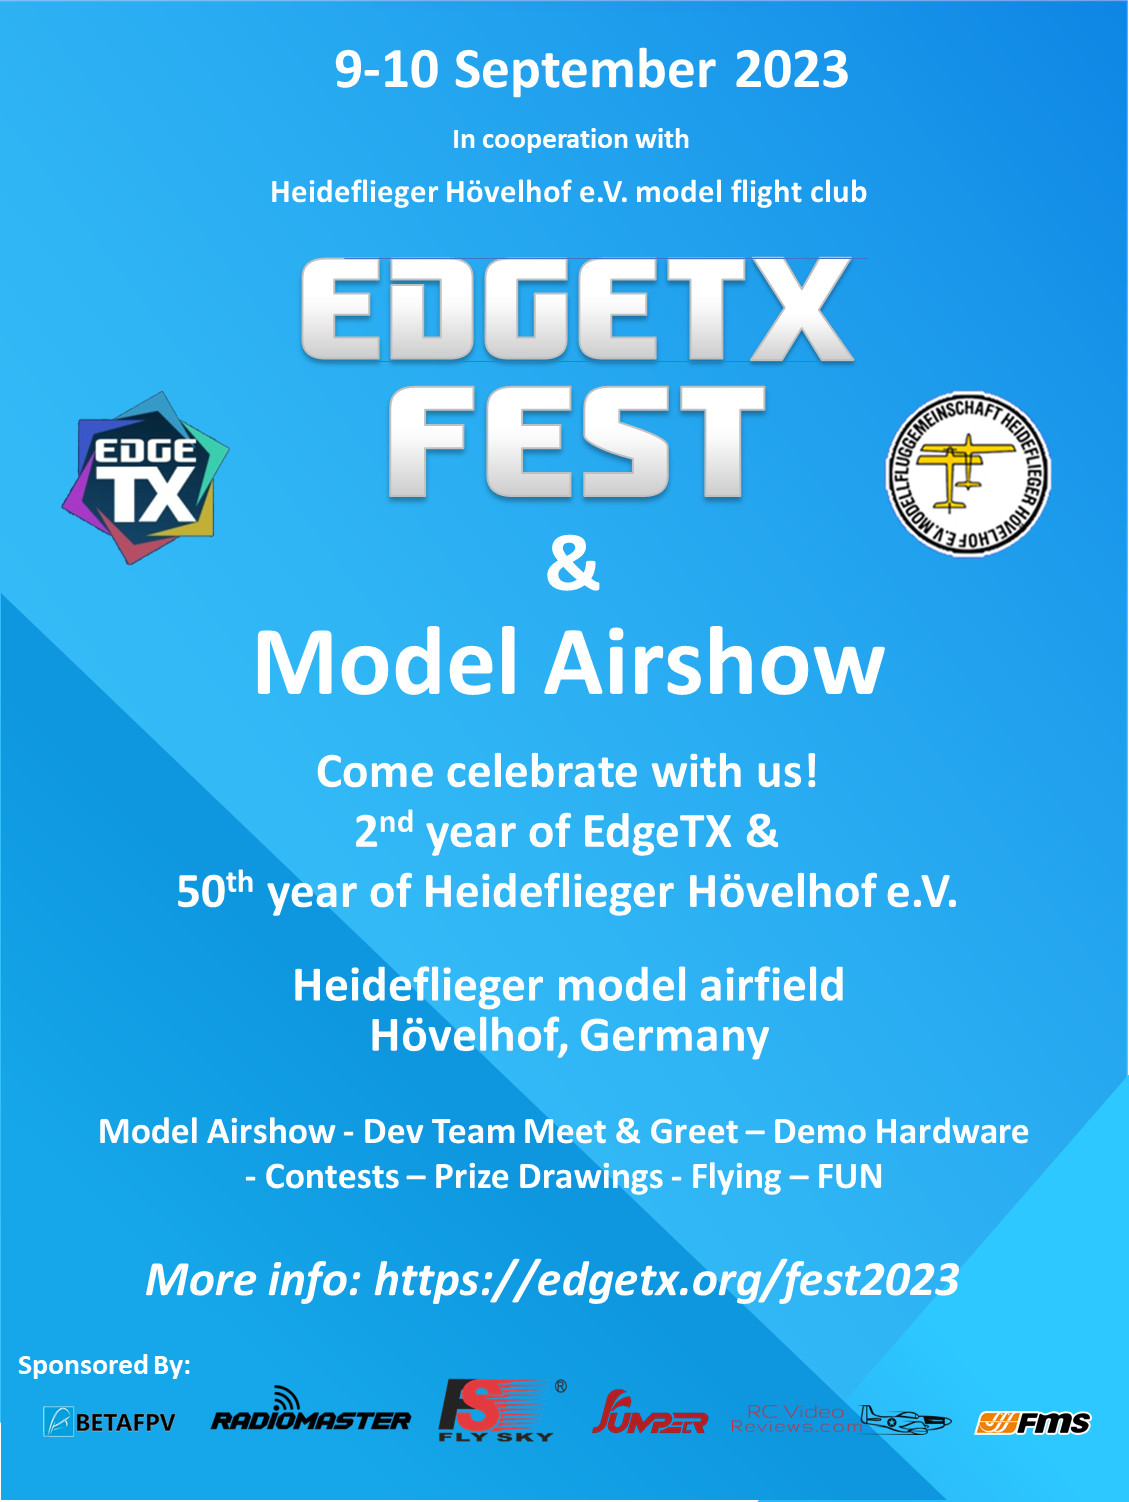 9-10 September 2023
In cooperation with
Heideflieger Hövelhof e.V. model flight club
EDGETX
FEST
EDGE
TX
MODELLFLUGGEMEINSCHAFT HEIDEFLIEGER HÖVELHOF E.V.
&
Model Airshow
Come celebrate with us!
2nd year of EdgeTX &
50th year of Heideflieger Hövelhof e.V.
Heideflieger model airfield
Hövelhof, Germany
Model Airshow - Dev Team Meet & Greet – Demo Hardware
- Contests – Prize Drawings - Flying – FUN
More info: https://edgetx.org/fest2023
Sponsored By:
BETAFPV
RADIOMASTER
FS ®
FLY SKY
JUMPER
RC Video
Reviews.com
FMS